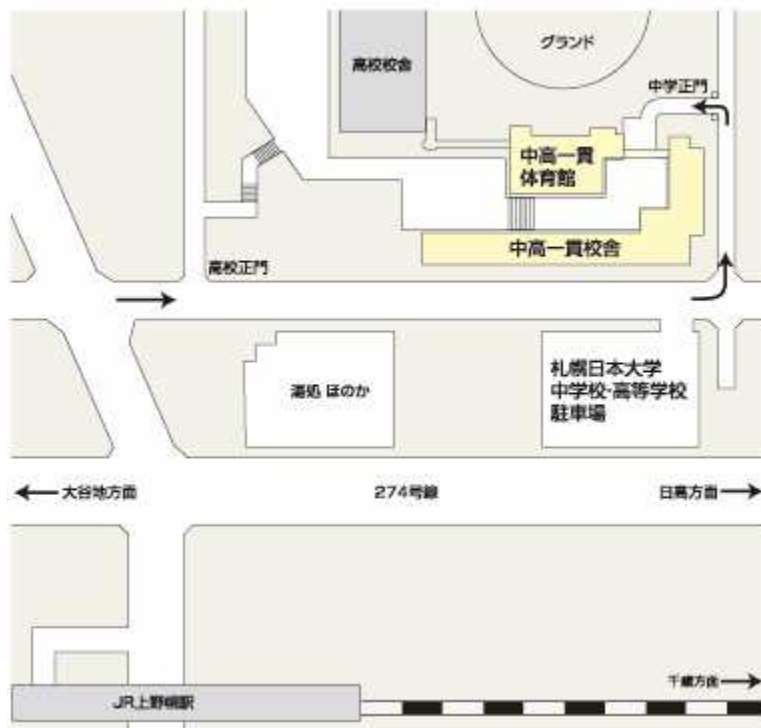 グランド
高校校舎
中学正門
中高一貫
体育館
中高一貫校舎
高校正門
湯処 ほのか
札幌日本大学
中学校・高等学校
駐車場
大谷地方面
274号線
日高方面
千歳方面
JR上野幌駅